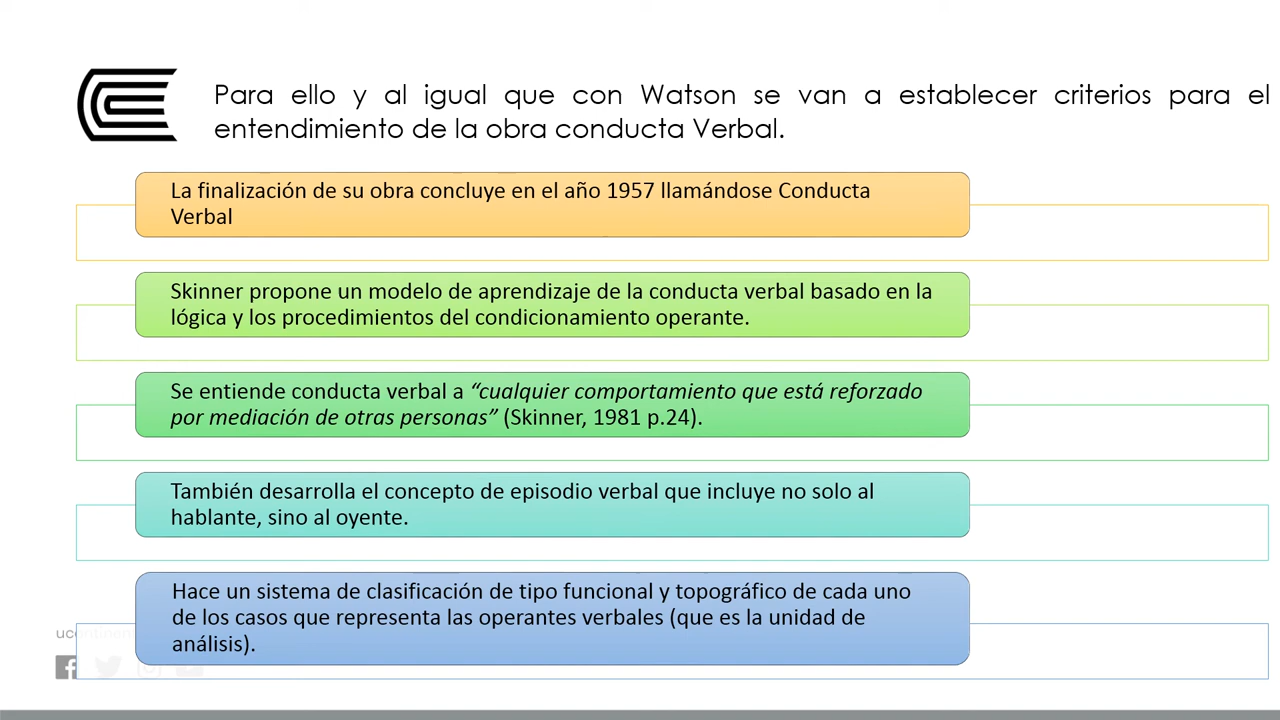 Para ello y al igual que con Watson se van a establecer criterios para el
entendimiento de la obra conducta Verbal.
La finalización de su obra concluye en el año 1957 llamándose Conducta
Verbal
Skinner propone un modelo de aprendizaje de la conducta verbal basado en la
lógica y los procedimientos del condicionamiento operante.
Se entiende conducta verbal a “cualquier comportamiento que está reforzado
por mediación de otras personas” (Skinner, 1981 p.24).
También desarrolla el concepto de episodio verbal que incluye no solo al
hablante, sino al oyente.
Hace un sistema de clasificación de tipo funcional y topográfico de cada uno
de los casos que representa las operantes verbales (que es la unidad de
análisis).